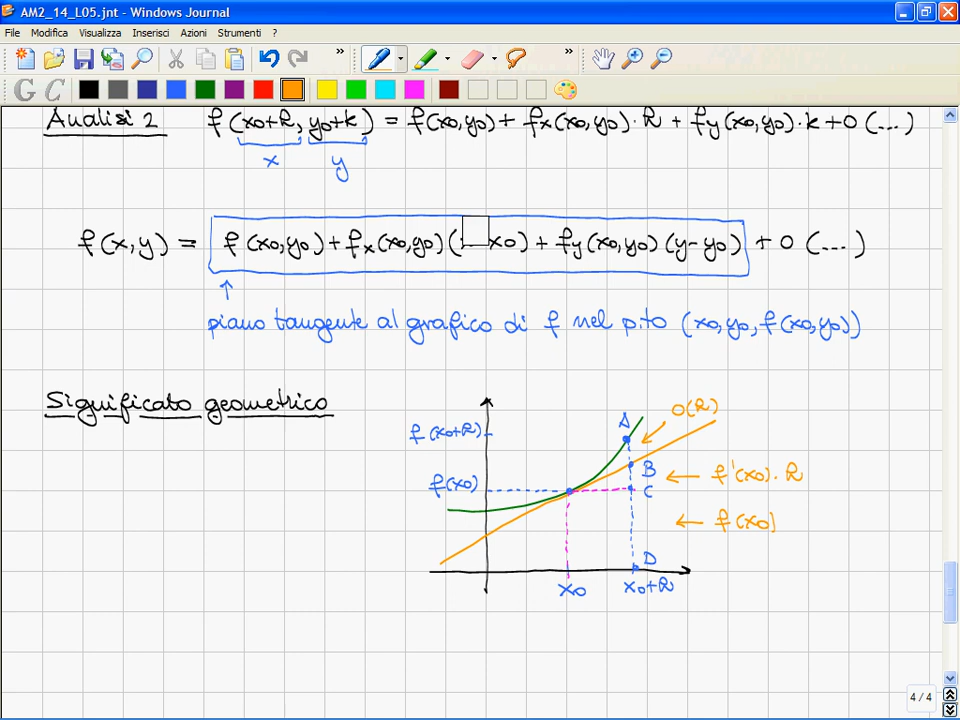 AM2_14_L05.jnt - Windows Journal
File Modifica Visualizza Inserisci Azioni Strumenti ?
G C
Analisi 2 f(x0+h, y0+k) = f(x0,y0) + fx(x0,y0)·h + fy(x0,y0)·k + o(...)
x y
f(x,y) = f(x0,y0) + fx(x0,y0)( x0) + fy(x0,y0)(y-y0) + o(...)
↑
piano tangente al grafico di f nel p.to (x0,y0,f(x0,y0))
Significato geometrico
f(x0+h) A o(h)
B ← f'(x0)·h
f(x0) C
← f(x0)
D
x0 x0+h
4 / 4